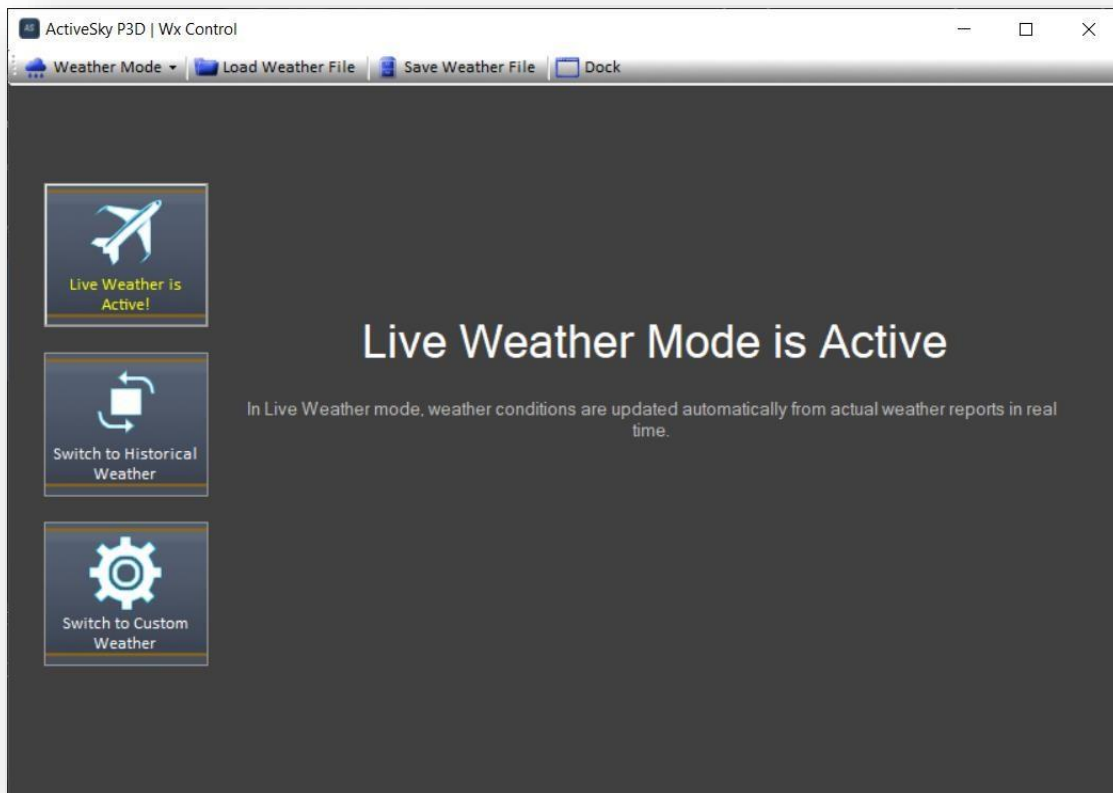 AS ActiveSky P3D | Wx Control
Weather Mode Load Weather File Save Weather File Dock
Live Weather is
Active!
Live Weather Mode is Active
In Live Weather mode, weather conditions are updated automatically from actual weather reports in real
time.
Switch to Historical
Weather
Switch to Custom
Weather